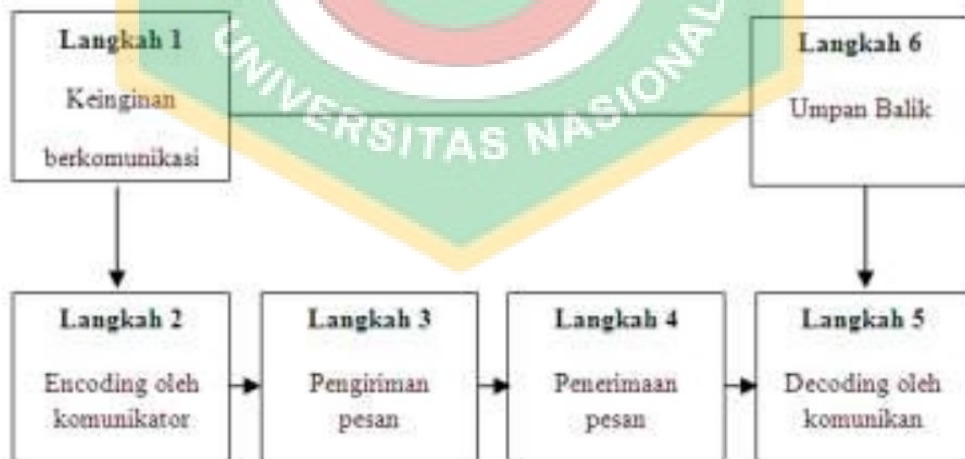 Langkah 1
Keinginan
berkomunikasi
Langkah 6
Umpan Balik
UNIVERSITAS NASIONAL
Langkah 2
Encoding oleh
komunikator
Langkah 3
Pengiriman
pesan
Langkah 4
Penerimaan
pesan
Langkah 5
Decoding oleh
komunikan